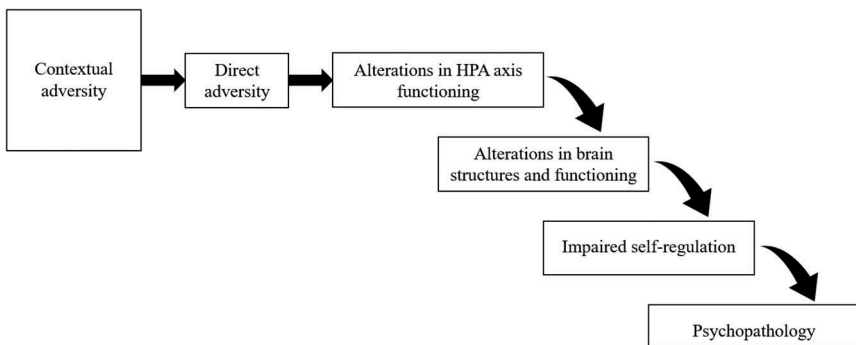 Contextual
adversity
Direct
adversity
Alterations in HPA axis
functioning
Alterations in brain
structures and functioning
Impaired self-regulation
Psychopathology